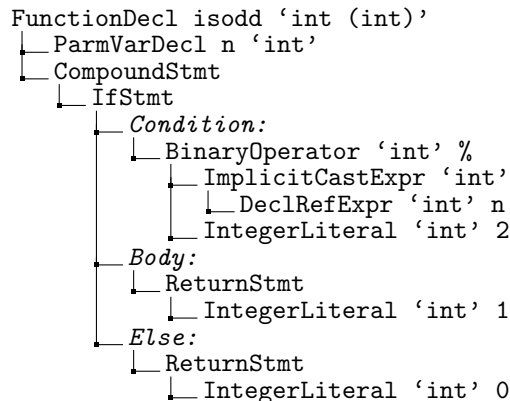 FunctionDecl isodd ‘int (int)’
ParmVarDecl n ‘int’
CompoundStmt
IfStmt
Condition:
BinaryOperator ‘int’ %
ImplicitCastExpr ‘int’
DeclRefExpr ‘int’ n
IntegerLiteral ‘int’ 2
Body:
ReturnStmt
IntegerLiteral ‘int’ 1
Else:
ReturnStmt
IntegerLiteral ‘int’ 0